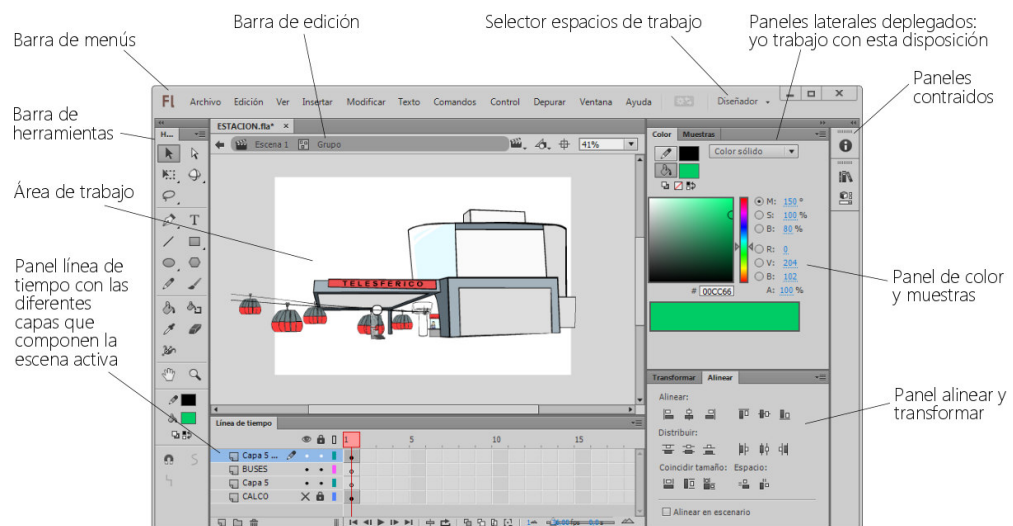 Barra de menús
Barra de edición
Selector espacios de trabajo
Paneles laterales deplegados:
yo trabajo con esta disposición
Paneles
contraidos
Barra de
herramientas
Área de trabajo
Panel línea de
tiempo con las
diferentes
capas que
componen la
escena activa
Panel de color
y muestras
Panel alinear y
transformar
Fl Archivo Edición Ver Insertar Modificar Texto Comandos Control Depurar Ventana Ayuda Diseñador
H...
ESTACION.fla* ×
Escena 1 Grupo 41%
TELESFERICO
Color Muestras
Color sólido
M: 150 °
S: 100 %
B: 80 %
R: 0
V: 204
B: 102
# 00CC66 A: 100 %
Transformar Alinear
Alinear:
Distribuir:
Coincidir tamaño: Espacio:
Alinear en escenario
Línea de tiempo
1 5 10 15
Capa 5 ...
BUSES
Capa 5
CALCO
1